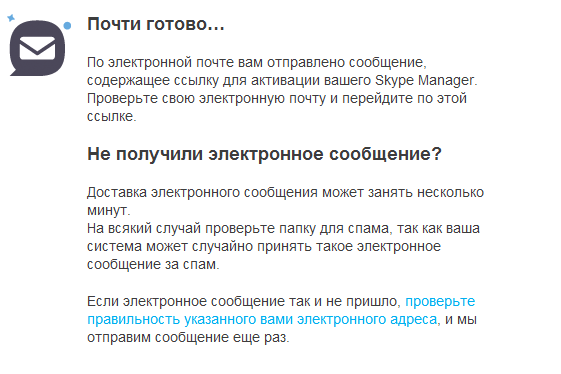 Почти готово…
По электронной почте вам отправлено сообщение,
содержащее ссылку для активации вашего Skype Manager.
Проверьте свою электронную почту и перейдите по этой
ссылке.
Не получили электронное сообщение?
Доставка электронного сообщения может занять несколько
минут.
На всякий случай проверьте папку для спама, так как ваша
система может случайно принять такое электронное
сообщение за спам.
Если электронное сообщение так и не пришло, проверьте
правильность указанного вами электронного адреса, и мы
отправим сообщение еще раз.